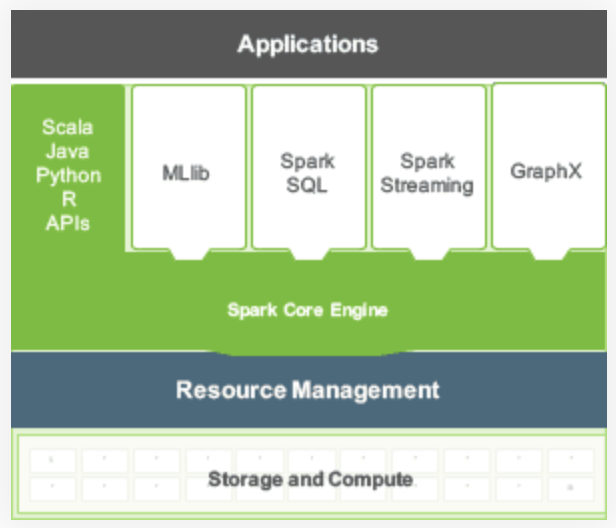 Applications
Scala
Java
Python
R
APIs
MLlib
Spark
SQL
Spark
Streaming
GraphX
Spark Core Engine
Resource Management
Storage and Compute